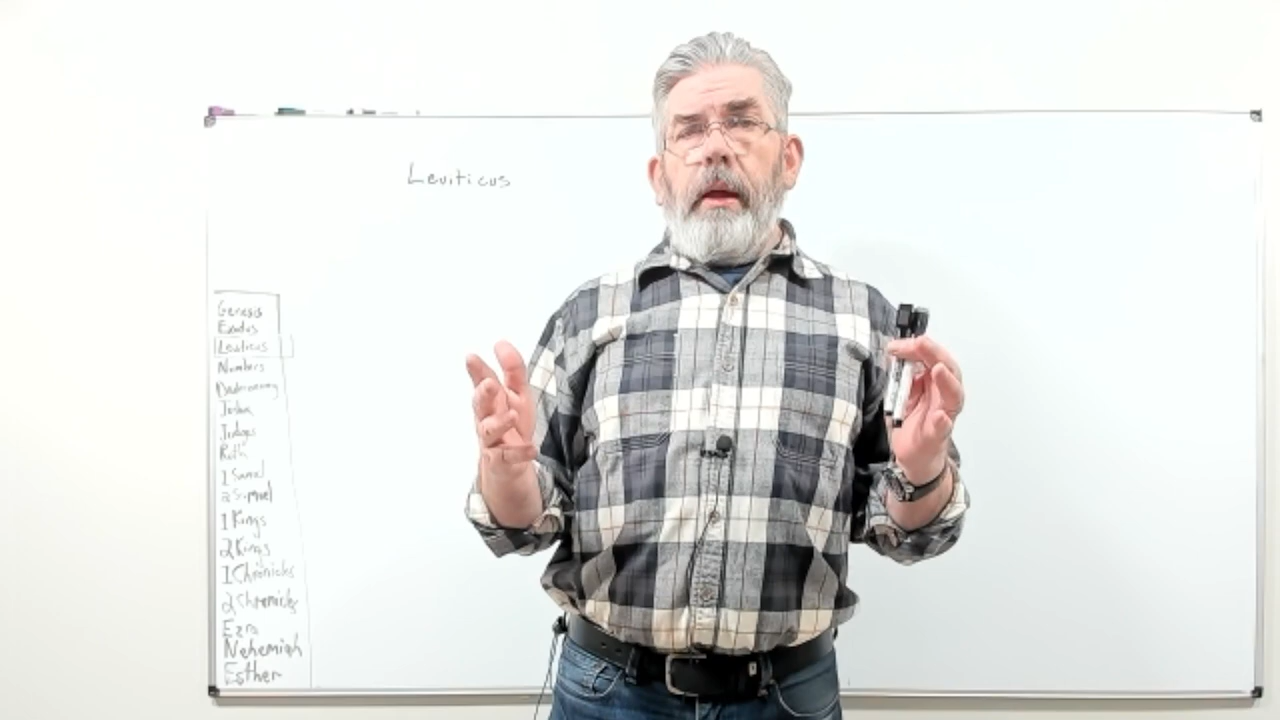 Leviticus
Genesis
Exodus
Leviticus
Numbers
Deuteronomy
Joshua
Judges
Ruth
1 Samuel
2 Samuel
1 Kings
2 Kings
1 Chronicles
2 Chronicles
Ezra
Nehemiah
Esther